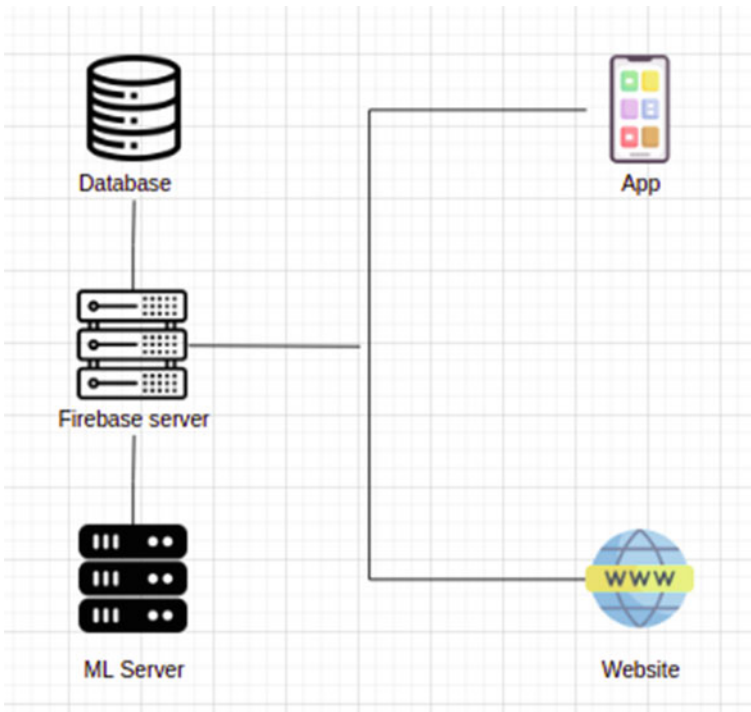 Database
App
Firebase server
ML Server
WWW
Website